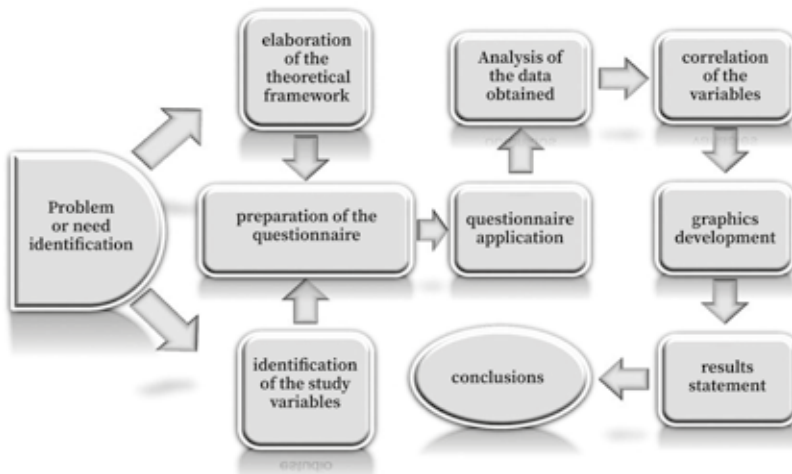 Problem
or need
identification
elaboration
of the
theoretical
framework
identification
of the study
variables
preparation of the
questionnaire
questionnaire
application
Analysis of
the data
obtained
correlation
of the
variables
graphics
development
results
statement
conclusions
estudio